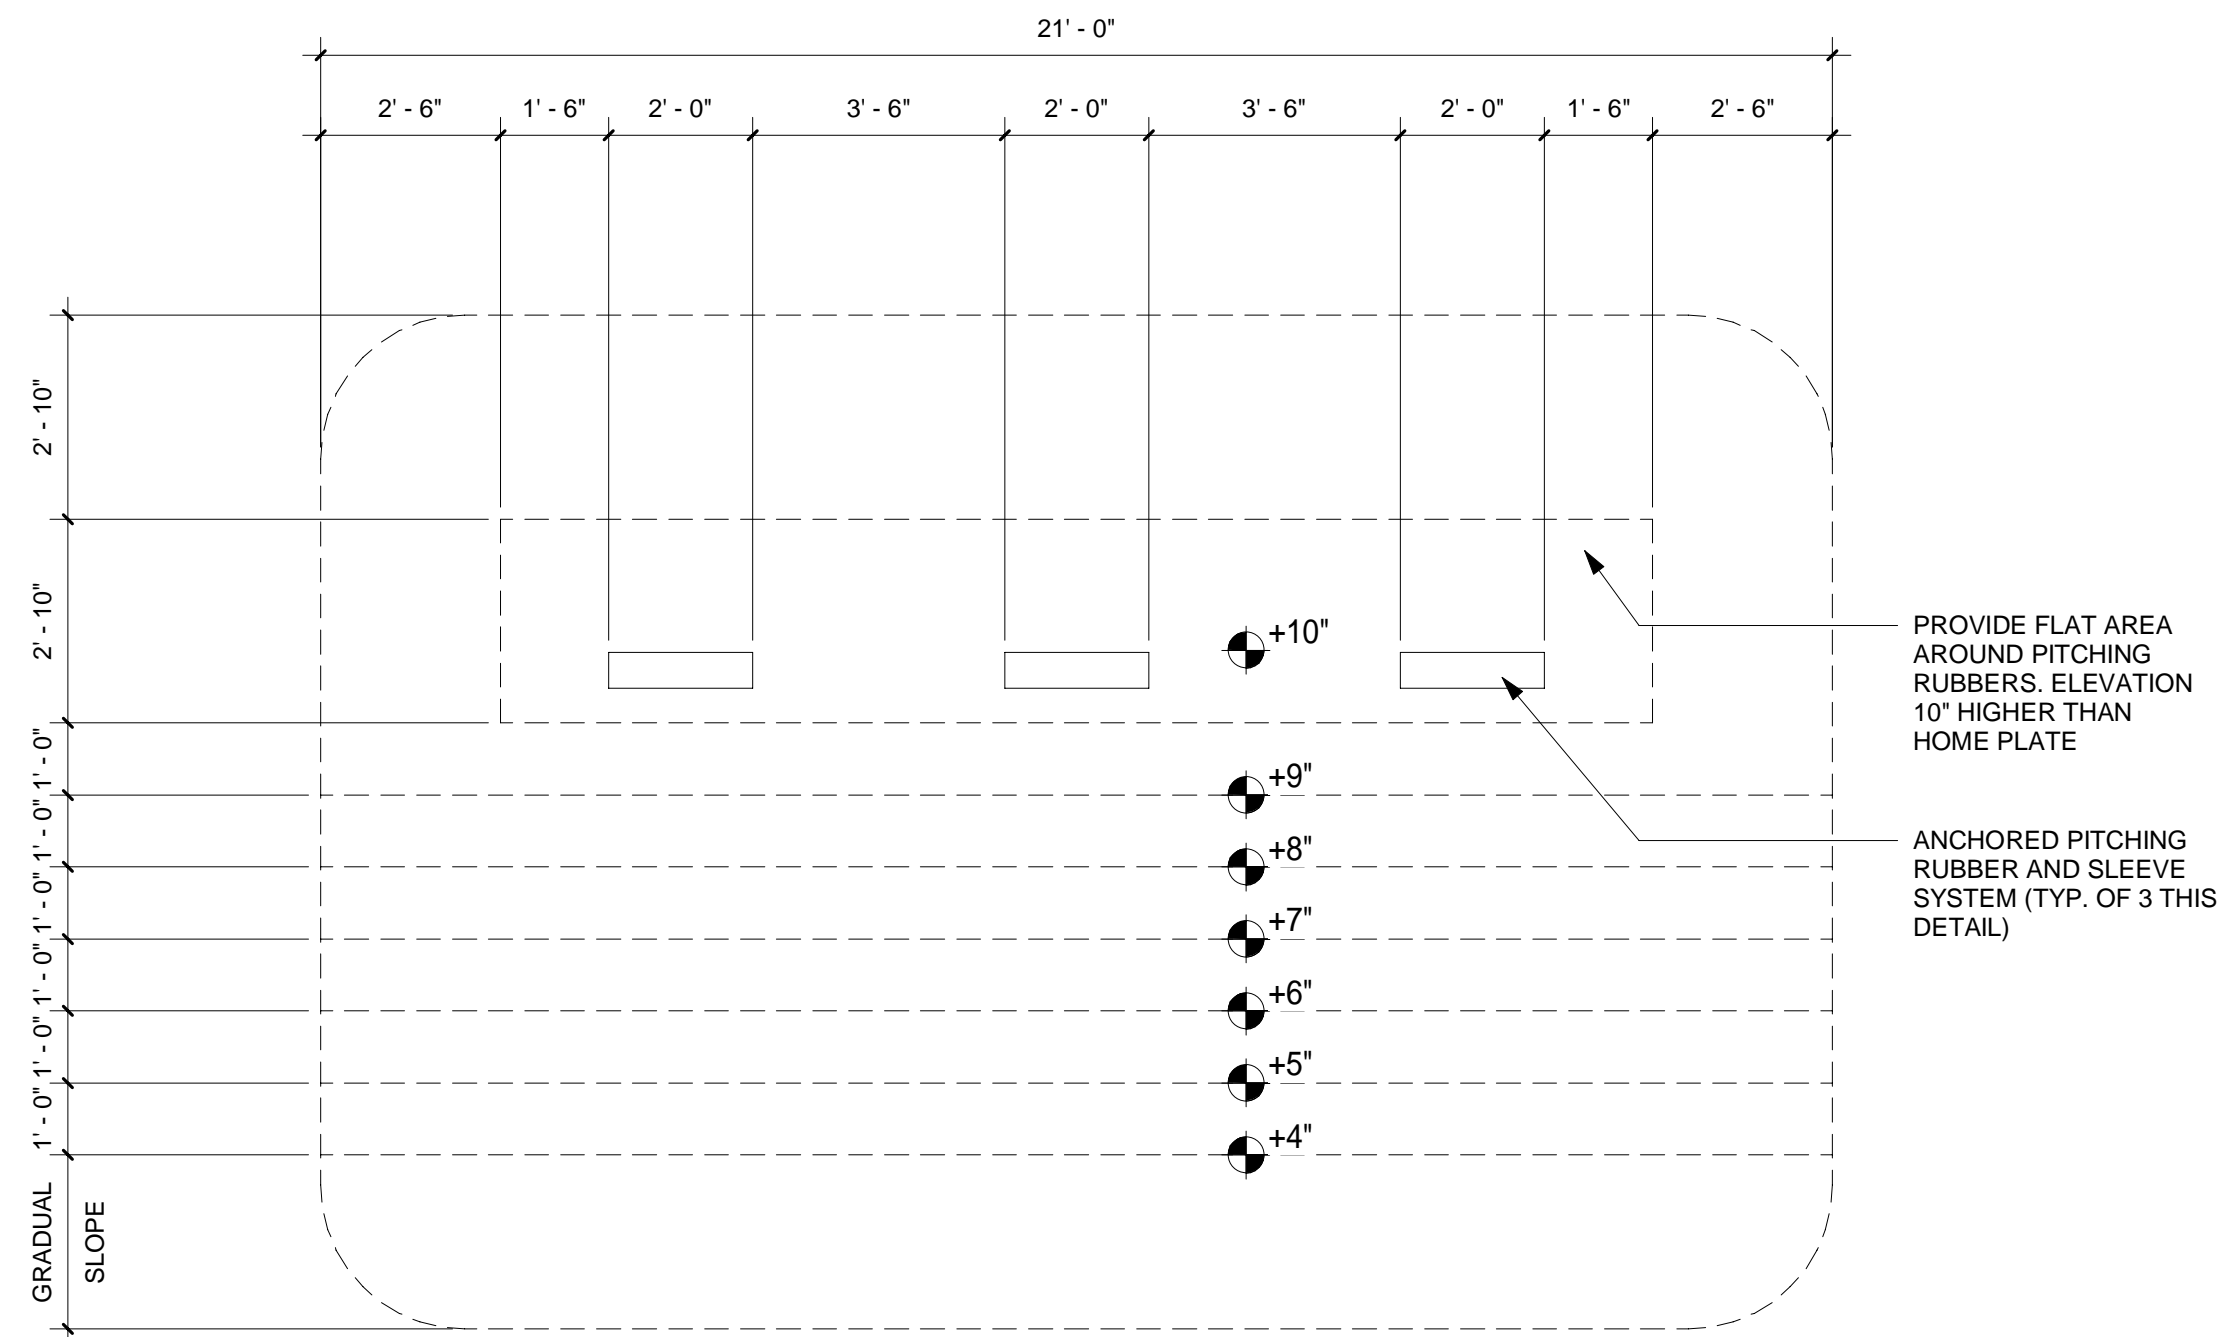 21' - 0"
2' - 6"
1' - 6"
2' - 0"
3' - 6"
2' - 0"
3' - 6"
2' - 0"
1' - 6"
2' - 6"
2' - 10"
2' - 10"
1' - 0"
1' - 0"
1' - 0"
1' - 0"
1' - 0"
1' - 0"
GRADUAL
SLOPE
+10"
+9"
+8"
+7"
+6"
+5"
+4"
PROVIDE FLAT AREA
AROUND PITCHING
RUBBERS. ELEVATION
10" HIGHER THAN
HOME PLATE
ANCHORED PITCHING
RUBBER AND SLEEVE
SYSTEM (TYP. OF 3 THIS
DETAIL)